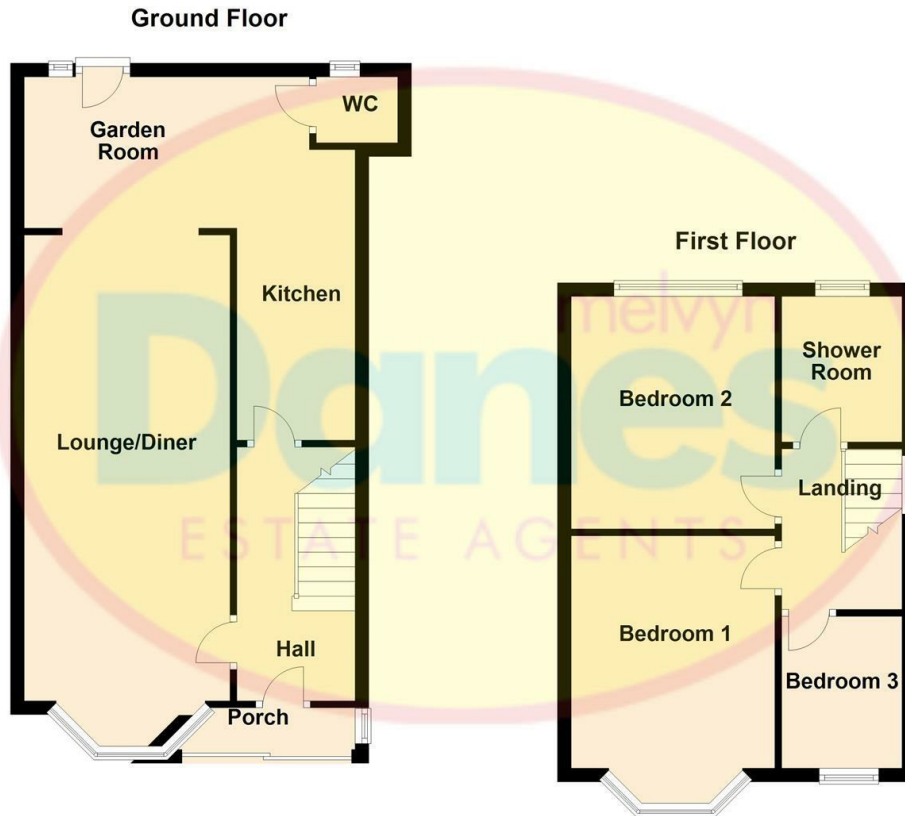 Ground Floor
WC
Garden
Room
Kitchen
Lounge/Diner
Hall
Porch
First Floor
Shower
Room
Bedroom 2
Landing
Bedroom 1
Bedroom 3
melvyn
Danes
ESTATE AGENTS